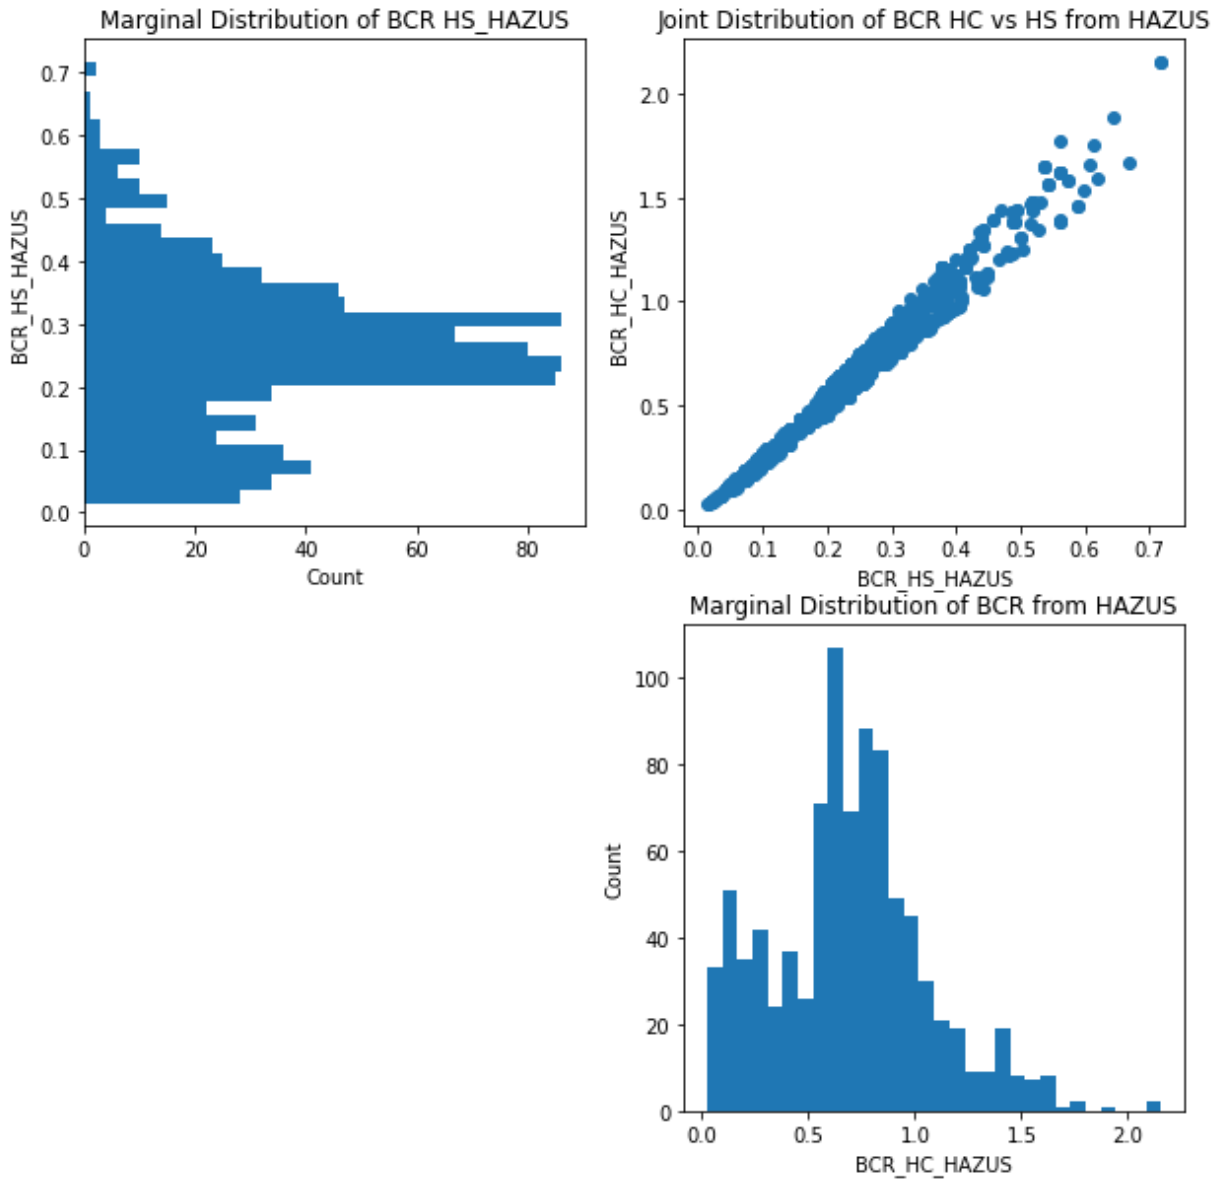 Marginal Distribution of BCR HS_HAZUS
0.7
0.6
0.5
0.4
0.3
0.2
0.1
0.0
BCR_HS_HAZUS
0 20 40 60 80
Count
Joint Distribution of BCR HC vs HS from HAZUS
2.0
1.5
1.0
0.5
0.0
BCR_HC_HAZUS
0.0 0.1 0.2 0.3 0.4 0.5 0.6 0.7
BCR_HS_HAZUS
Marginal Distribution of BCR from HAZUS
100
80
60
40
20
0
Count
0.0 0.5 1.0 1.5 2.0
BCR_HC_HAZUS